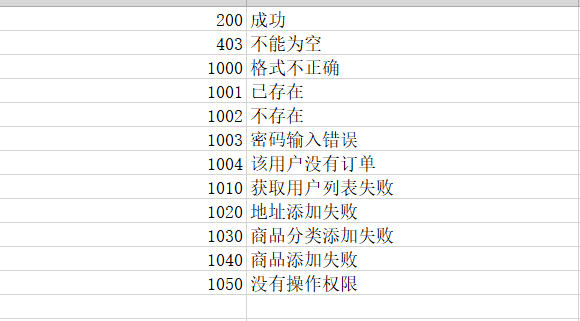 200 成功
403 不能为空
1000 格式不正确
1001 已存在
1002 不存在
1003 密码输入错误
1004 该用户没有订单
1010 获取用户列表失败
1020 地址添加失败
1030 商品分类添加失败
1040 商品添加失败
1050 没有操作权限